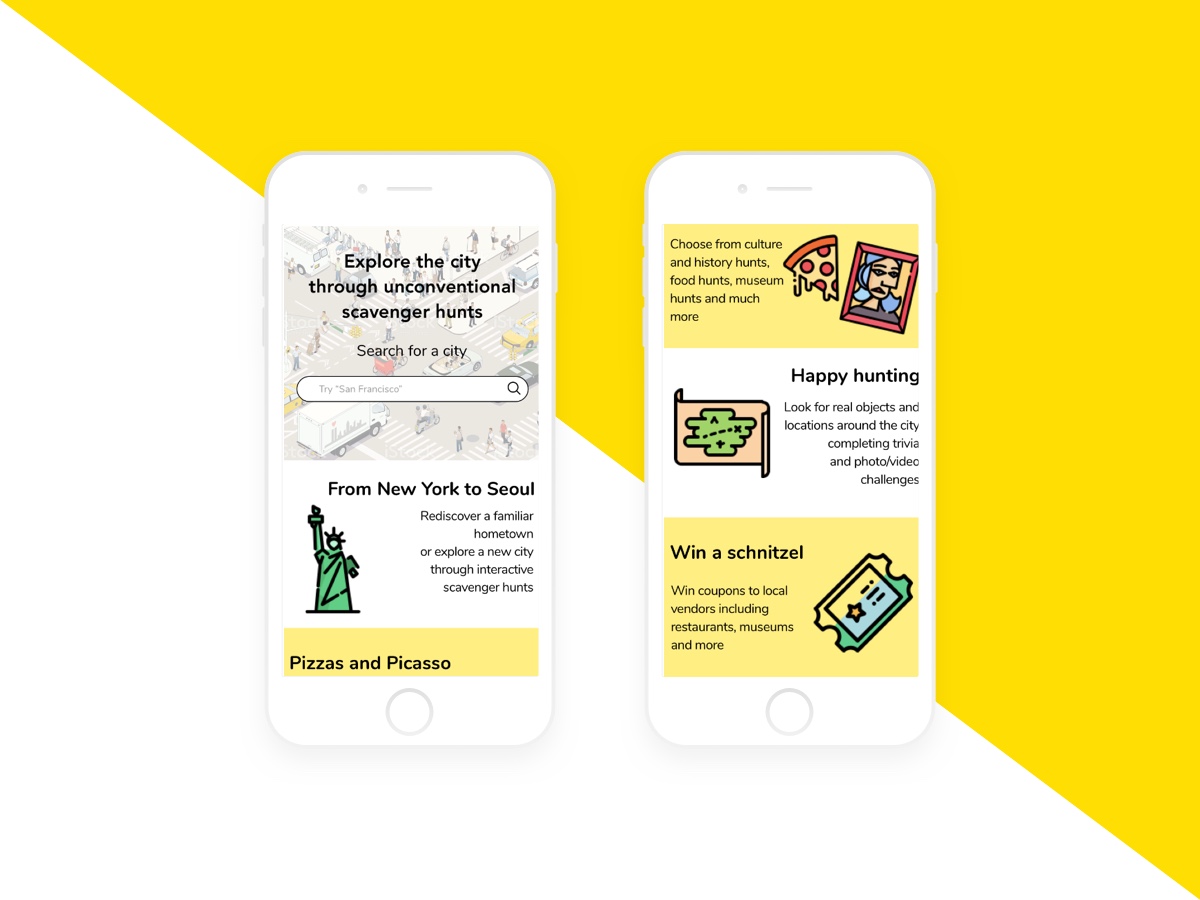 Explore the city
through unconventional
scavenger hunts
Search for a city
Try "San Francisco"
From New York to Seoul
Rediscover a familiar
hometown
or explore a new city
through interactive
scavenger hunts
Pizzas and Picasso
Choose from culture
and history hunts,
food hunts, museum
hunts and much
more
Happy hunting
Look for real objects and
locations around the city
completing trivia
and photo/video
challenges
Win a schnitzel
Win coupons to local
vendors including
restaurants, museums
and more